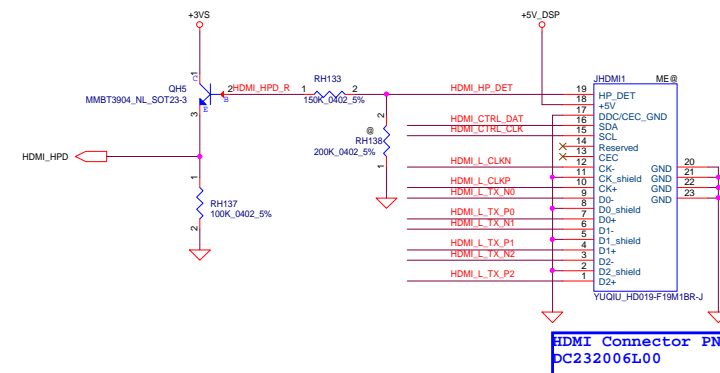 +3VS
+5V_DSP
QH5
MMBT3904_NL_SOT23-3
C
1
2
B
E
3
HDMI_HPD_R
RH133
1
2
150K_0402_5%
HDMI_HP_DET
@
RH138
200K_0402_5%
2
1
HDMI_HPD
1
RH137
100K_0402_5%
2
JHDMI1
ME@
19 HP_DET
18 +5V
17 DDC/CEC_GND
HDMI_CTRL_DAT 16 SDA
HDMI_CTRL_CLK 15 SCL
14 Reserved
13 CEC
HDMI_L_CLKN 12 CK- GND 20
11 CK_shield GND 21
HDMI_L_CLKP 10 CK+ GND 22
HDMI_L_TX_N0 9 D0- GND 23
8 D0_shield
HDMI_L_TX_P0 7 D0+
HDMI_L_TX_N1 6 D1-
5 D1_shield
HDMI_L_TX_P1 4 D1+
HDMI_L_TX_N2 3 D2-
2 D2_shield
HDMI_L_TX_P2 1 D2+
YUQIU_HD019-F19M1BR-J
HDMI Connector PN
DC232006L00